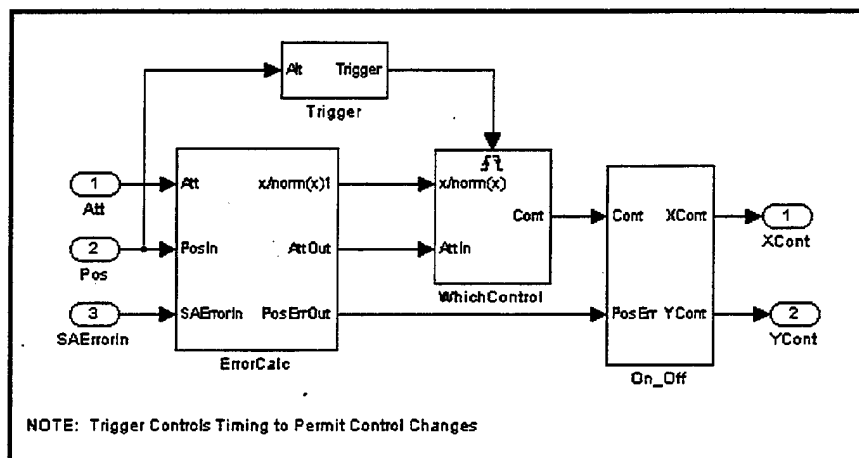 Alt Trigger
Trigger
1
Att
2
Pos
3
SAErrorIn
Att x/norm(x)1
PosIn AttOut
SAErrorIn PosErrOut
ErrorCalc
x/norm(x)
Cont
AttIn
WhichControl
Cont XCont
PosErr YCont
On_Off
1
XCont
2
YCont
NOTE: Trigger Controls Timing to Permit Control Changes